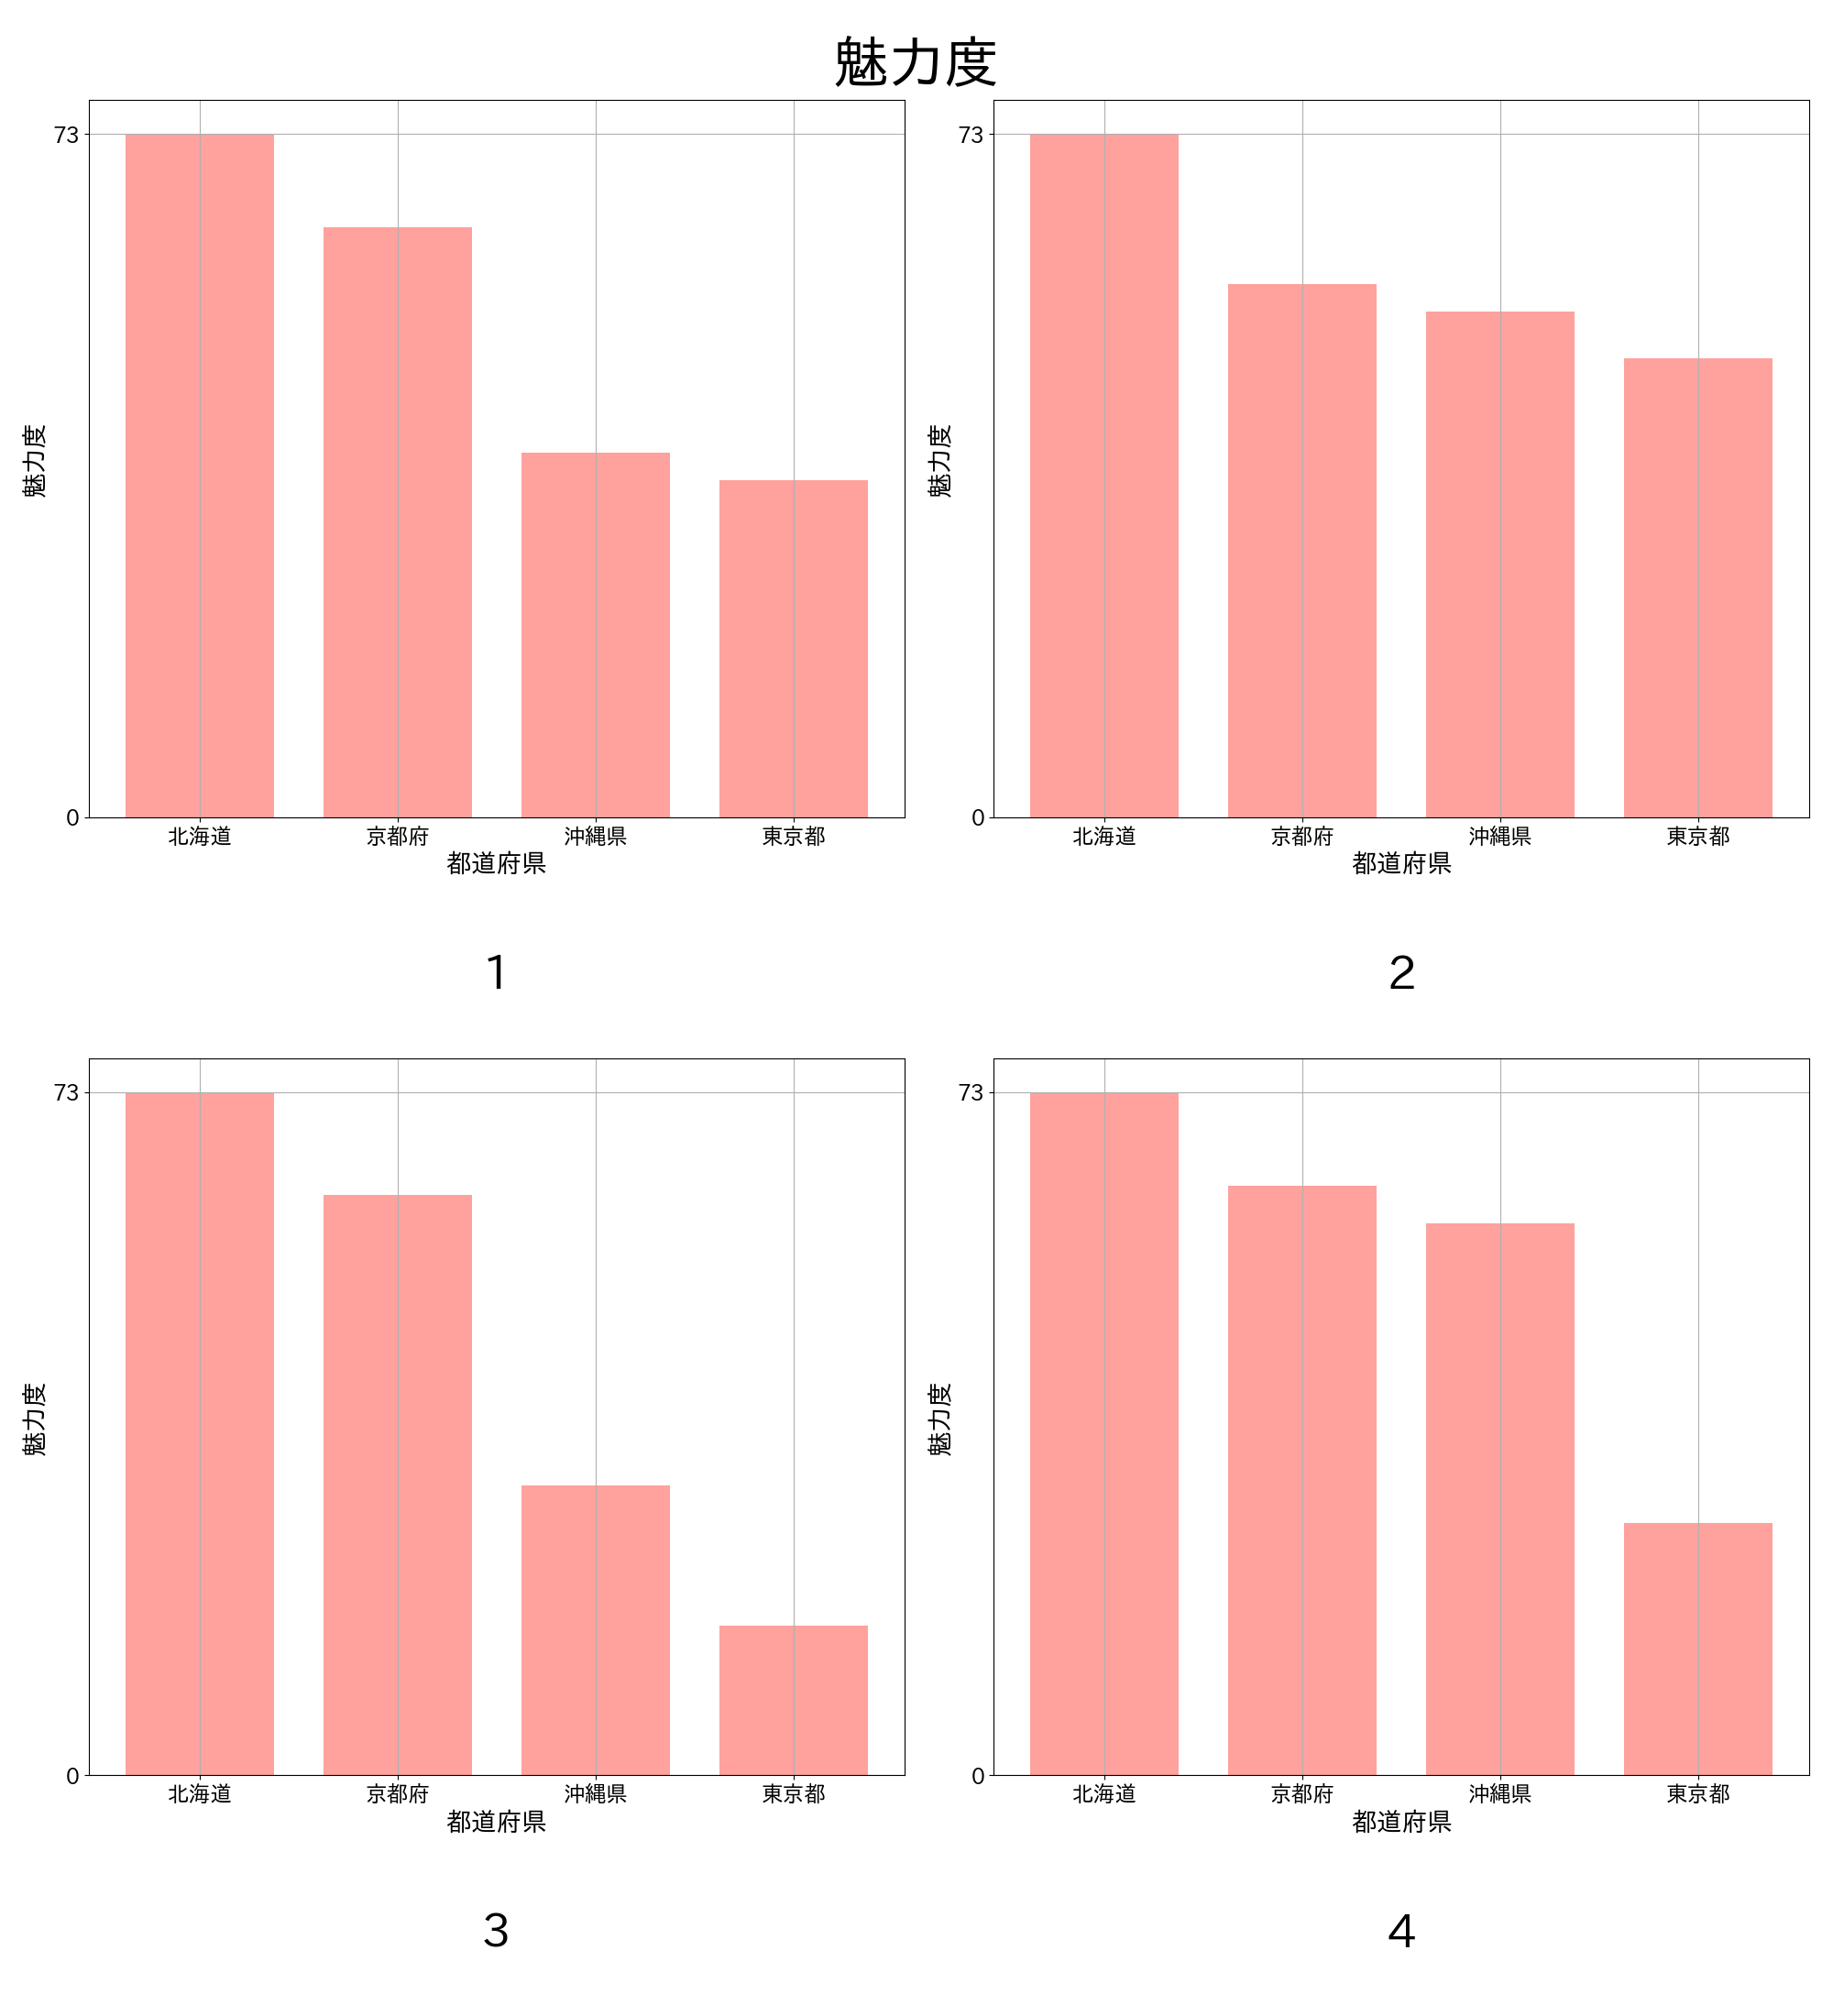 魅力度
73
0
魅力度
北海道 京都府 沖縄県 東京都
都道府県
1
73
0
魅力度
北海道 京都府 沖縄県 東京都
都道府県
2
73
0
魅力度
北海道 京都府 沖縄県 東京都
都道府県
3
73
0
魅力度
北海道 京都府 沖縄県 東京都
都道府県
4